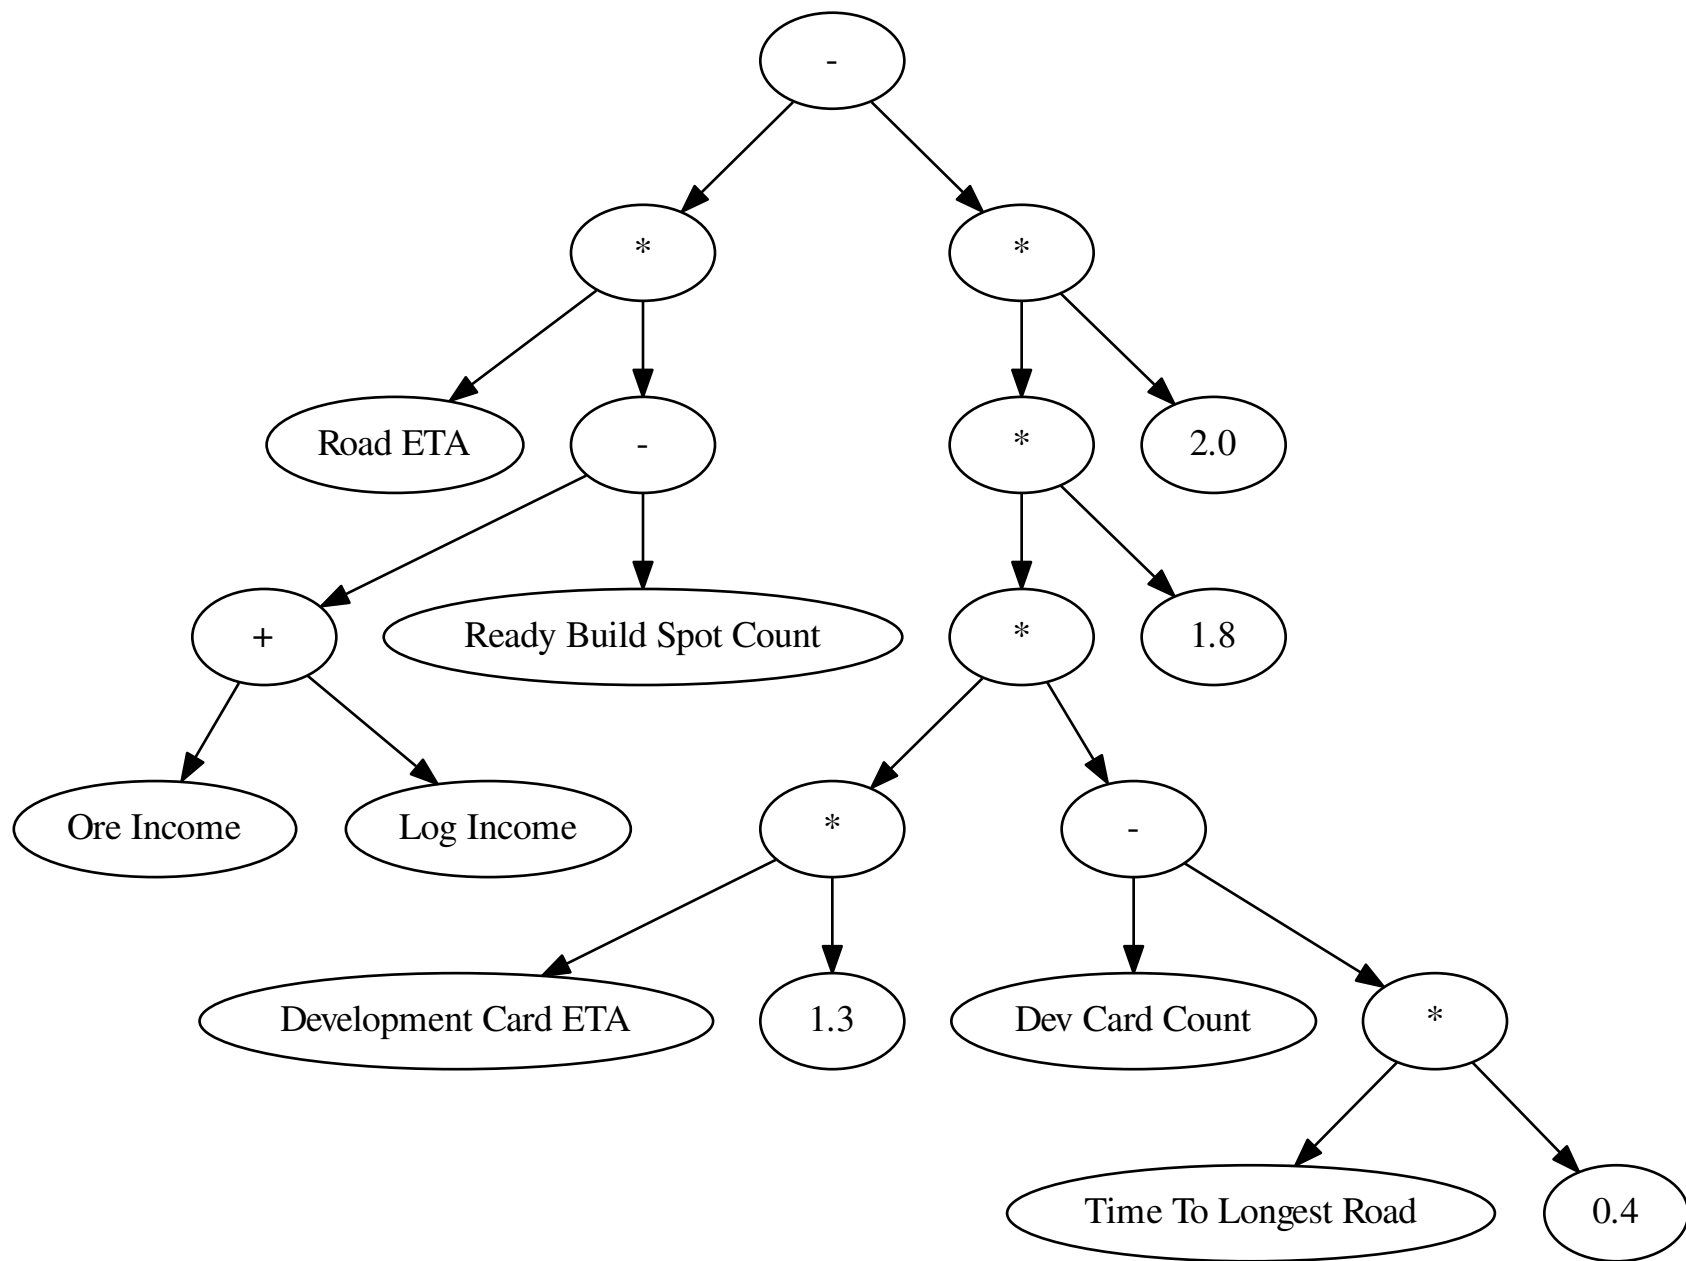 -
* *
Road ETA - * 2.0
+ Ready Build Spot Count * 1.8
Ore Income Log Income * -
Development Card ETA 1.3 Dev Card Count *
Time To Longest Road 0.4